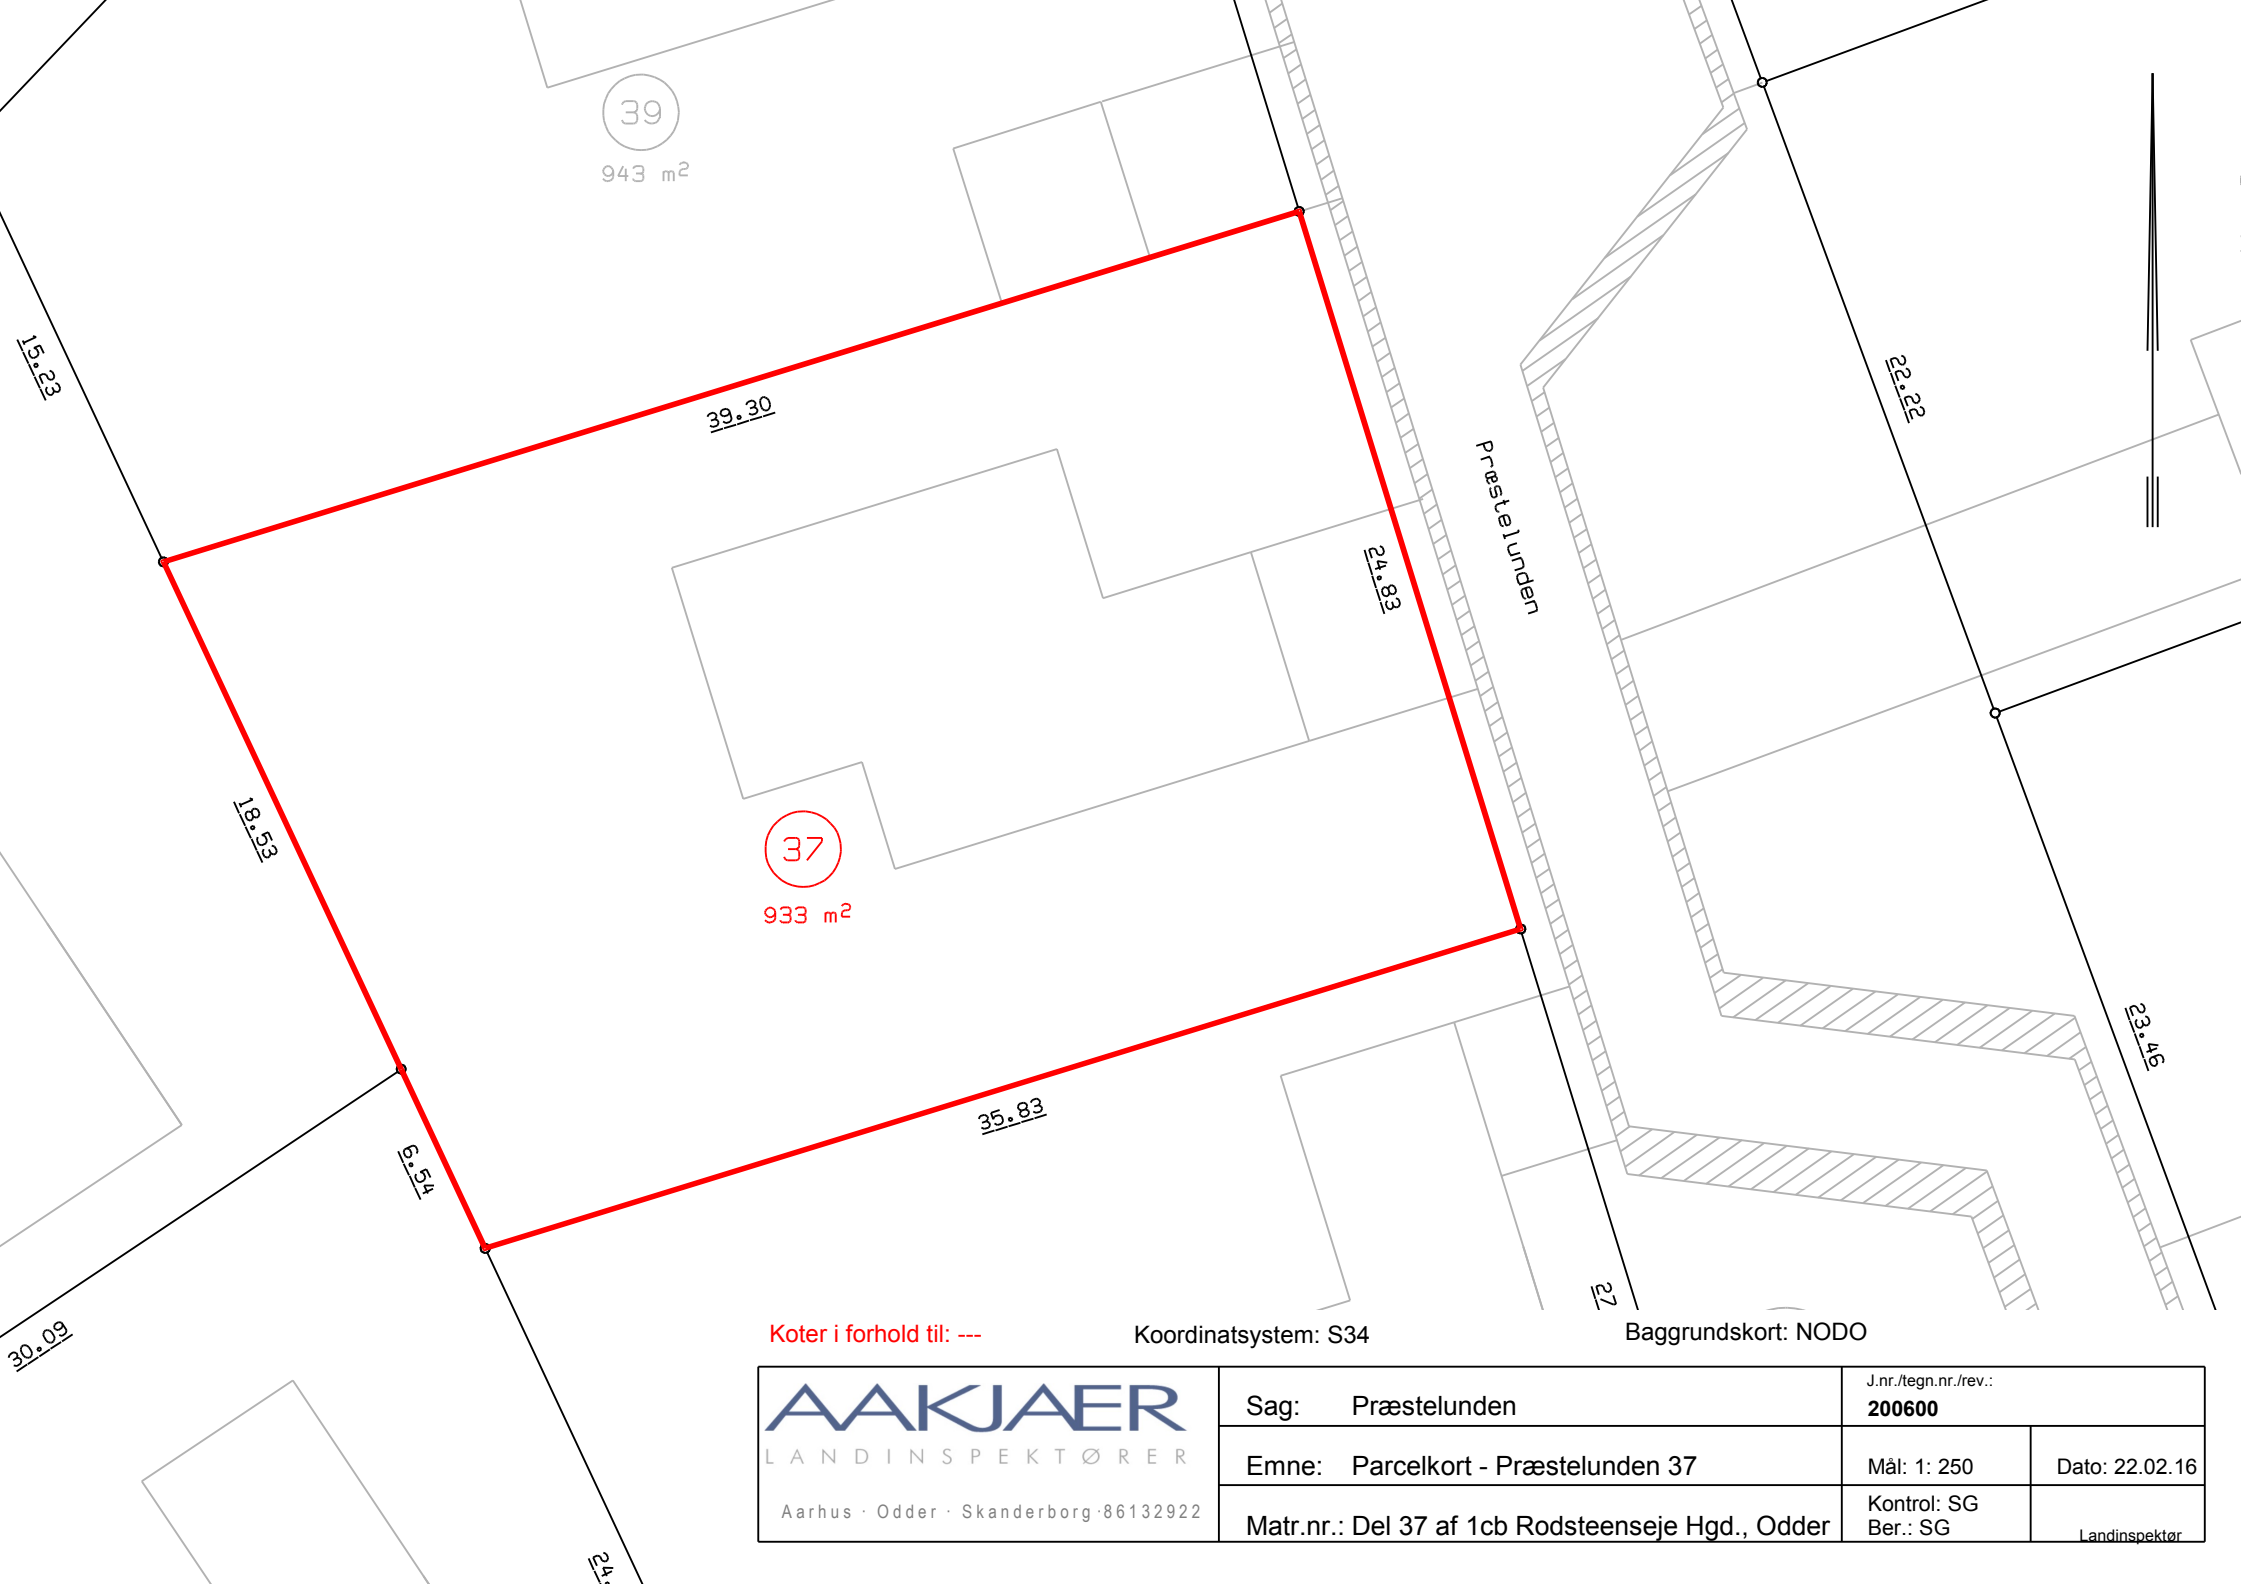 39
943 m²
15.23
39.30
22.22
Præstelunden
24.83
18.53
37
933 m²
23.46
35.83
6.54
27
30.09
Koter i forhold til: ---
Koordinatsystem: S34
Baggrundskort: NODO
AAKJAER
LANDINSPEKTØRER
Aarhus · Odder · Skanderborg ·86132922
Sag: Præstelunden
Emne: Parcelkort - Præstelunden 37
Matr.nr.: Del 37 af 1cb Rodsteenseje Hgd., Odder
J.nr./tegn.nr./rev.:
200600
Mål: 1: 250
Dato: 22.02.16
Kontrol: SG
Ber.: SG
Landinspektør
24.